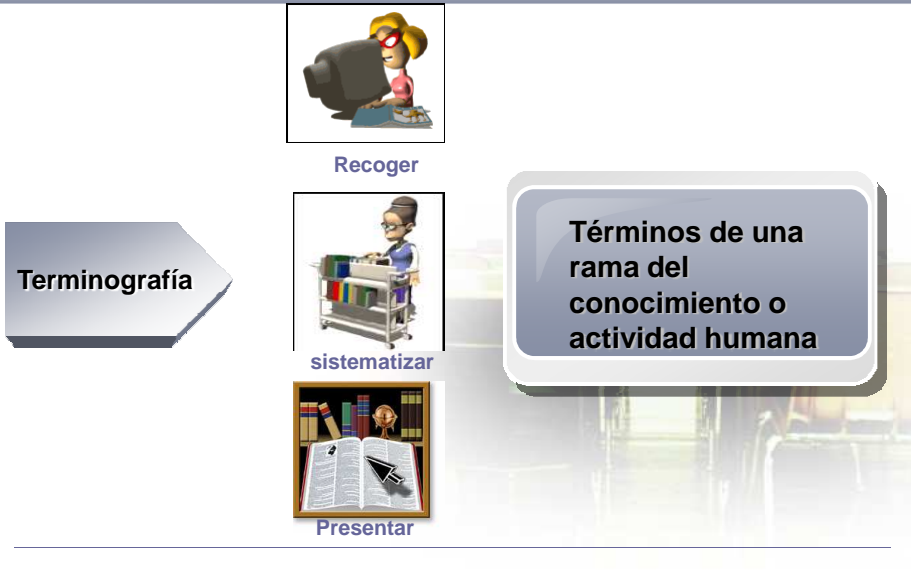 Terminografía
Recoger
sistematizar
Presentar
Términos de una
rama del
conocimiento o
actividad humana